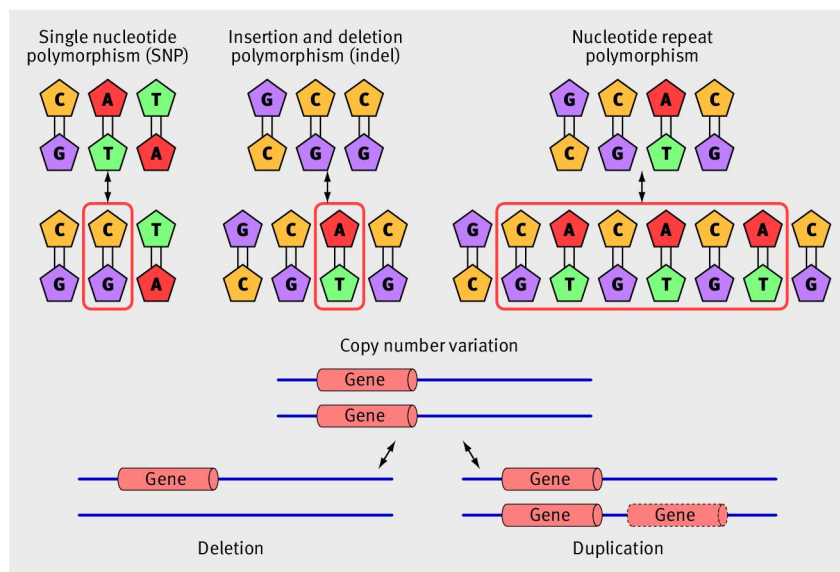 Single nucleotide
polymorphism (SNP)
Insertion and deletion
polymorphism (indel)
Nucleotide repeat
polymorphism
C A T
G T A
G C C
C G G
G C A C
C G T G
C C T
G G A
G C A C
C G T G
G C A C A C A C
C G T G T G T G
Copy number variation
Gene
Gene
Gene
Gene
Gene Gene
Deletion
Duplication